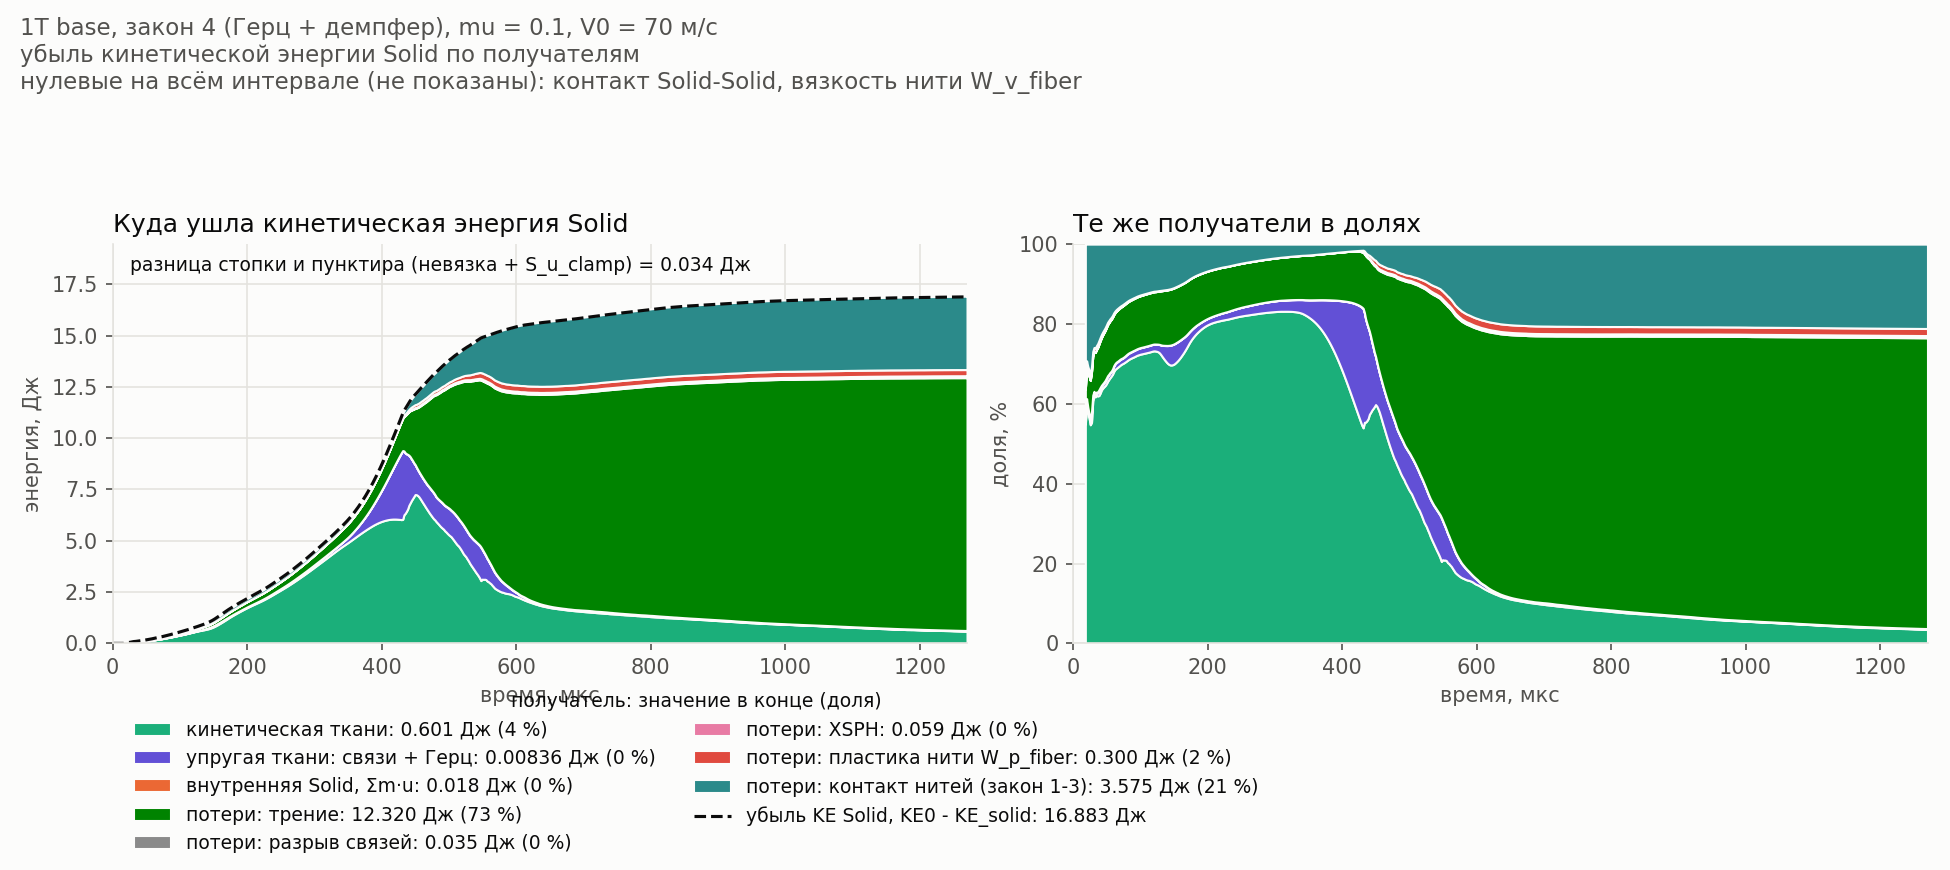 1T base, закон 4 (Герц + демпфер), mu = 0.1, V0 = 70 м/с
убыль кинетической энергии Solid по получателям
нулевые на всём интервале (не показаны): контакт Solid-Solid, вязкость нити W_v_fiber
Куда ушла кинетическая энергия Solid
разница стопки и пунктира (невязка + S_u_clamp) = 0.034 Дж
энергия, Дж
17.5
15.0
12.5
10.0
7.5
5.0
2.5
0.0
0 200 400 600 800 1000 1200
время, мкс
Те же получатели в долях
доля, %
100
80
60
40
20
0
0 200 400 600 800 1000 1200
время, мкс
получатель: значение в конце (доля)
кинетическая ткани: 0.601 Дж (4 %)
упругая ткани: связи + Герц: 0.00836 Дж (0 %)
внутренняя Solid, Σm·u: 0.018 Дж (0 %)
потери: трение: 12.320 Дж (73 %)
потери: разрыв связей: 0.035 Дж (0 %)
потери: XSPH: 0.059 Дж (0 %)
потери: пластика нити W_p_fiber: 0.300 Дж (2 %)
потери: контакт нитей (закон 1-3): 3.575 Дж (21 %)
убыль KE Solid, KE0 - KE_solid: 16.883 Дж